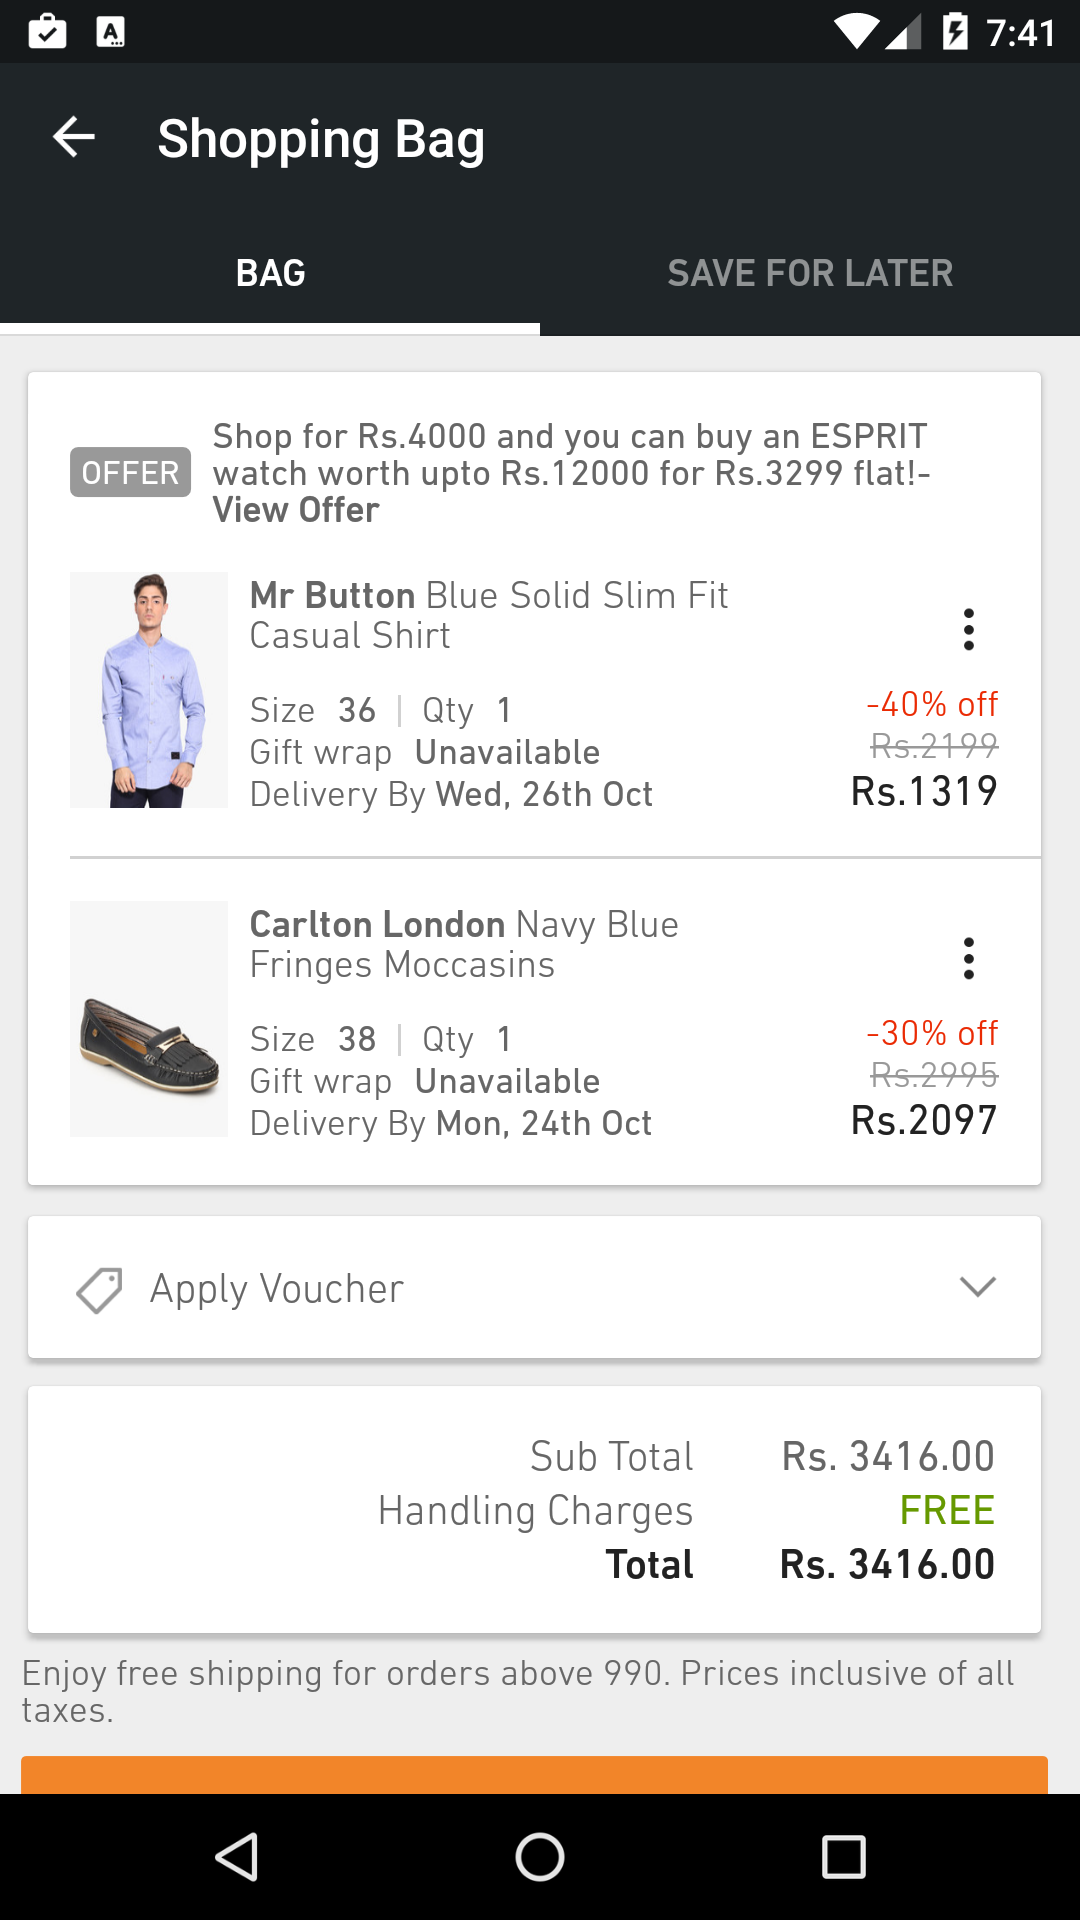 7:41
Shopping Bag
BAG
SAVE FOR LATER
OFFER
Shop for Rs.4000 and you can buy an ESPRIT
watch worth upto Rs.12000 for Rs.3299 flat!-
View Offer
Mr Button Blue Solid Slim Fit
Casual Shirt
Size 36 | Qty 1
-40% off
Rs.2199
Gift wrap Unavailable
Delivery By Wed, 26th Oct
Rs.1319
Carlton London Navy Blue
Fringes Moccasins
Size 38 | Qty 1
-30% off
Rs.2995
Gift wrap Unavailable
Delivery By Mon, 24th Oct
Rs.2097
Apply Voucher
Sub Total Rs. 3416.00
Handling Charges FREE
Total Rs. 3416.00
Enjoy free shipping for orders above 990. Prices inclusive of all
taxes.